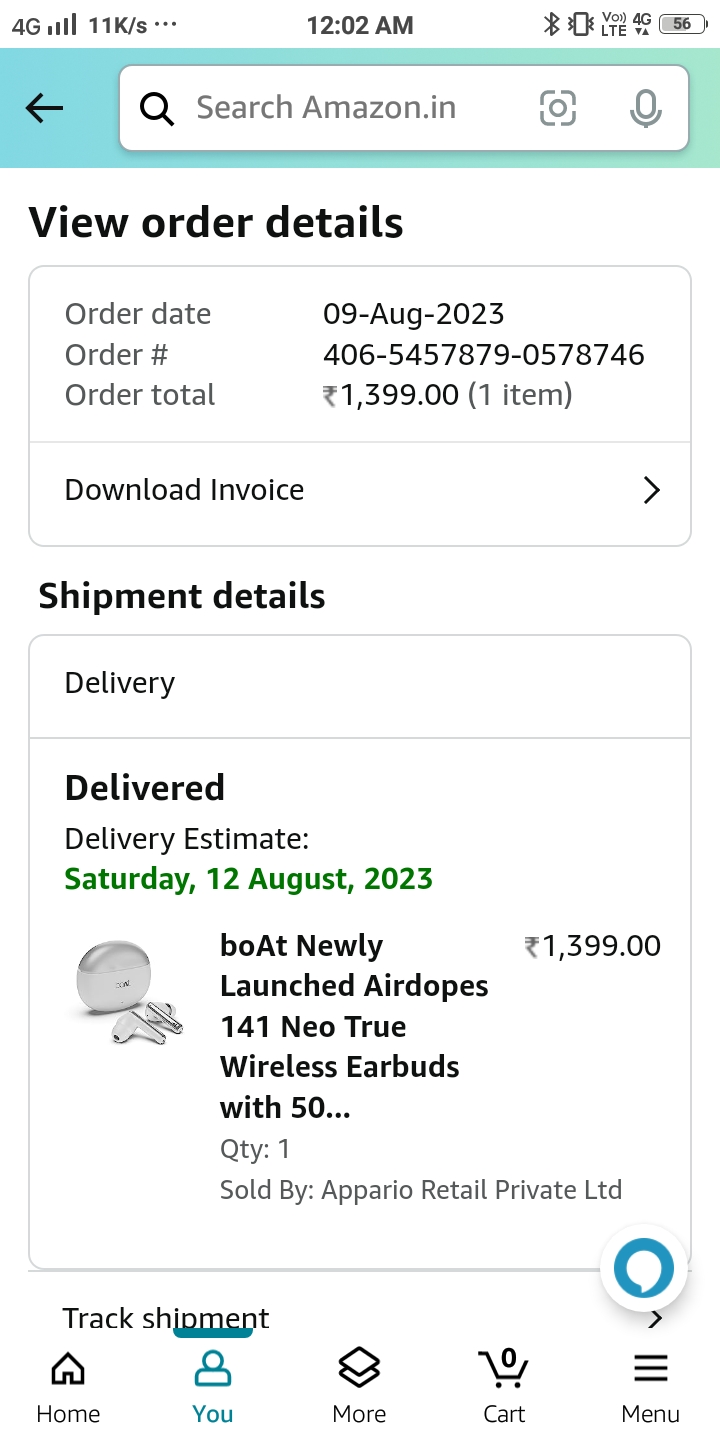 4G 11K/s ... 12:02 AM Vo)) LTE 4G 56
Search Amazon.in
View order details
Order date 09-Aug-2023
Order # 406-5457879-0578746
Order total ₹1,399.00 (1 item)
Download Invoice
Shipment details
Delivery
Delivered
Delivery Estimate:
Saturday, 12 August, 2023
boAt Newly ₹1,399.00
Launched Airdopes
141 Neo True
Wireless Earbuds
with 50...
Qty: 1
Sold By: Appario Retail Private Ltd
Track shipment
0
Home You More Cart Menu